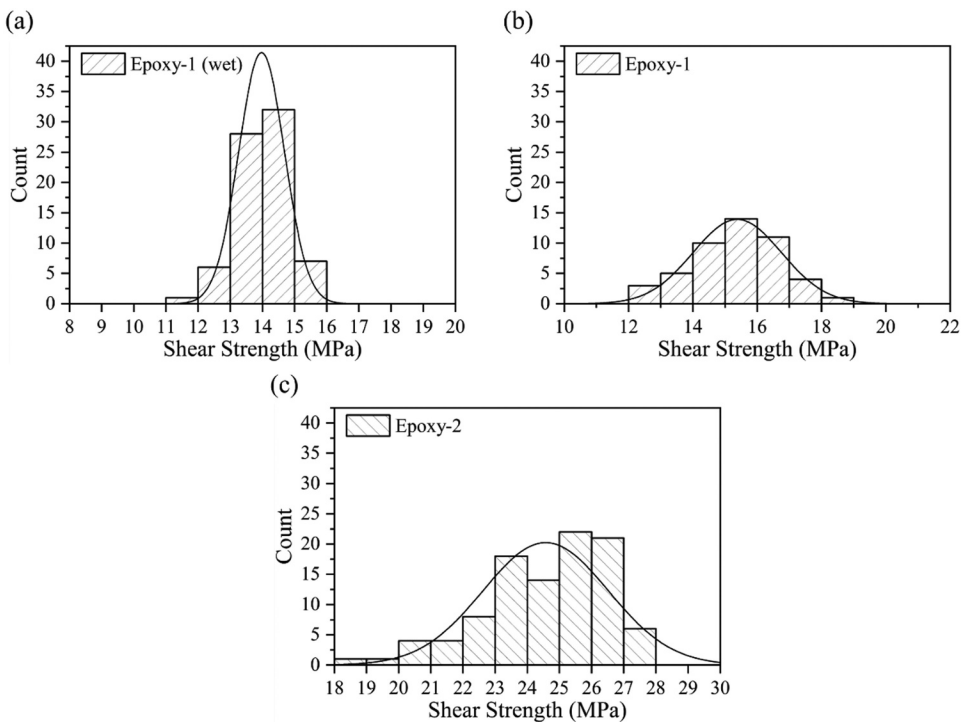 (a)
Epoxy-1 (wet)
40
35
30
25
20
15
10
5
0
Count
8 9 10 11 12 13 14 15 16 17 18 19 20
Shear Strength (MPa)
(b)
Epoxy-1
40
35
30
25
20
15
10
5
0
Count
10 12 14 16 18 20 22
Shear Strength (MPa)
(c)
Epoxy-2
40
35
30
25
20
15
10
5
0
Count
18 19 20 21 22 23 24 25 26 27 28 29 30
Shear Strength (MPa)